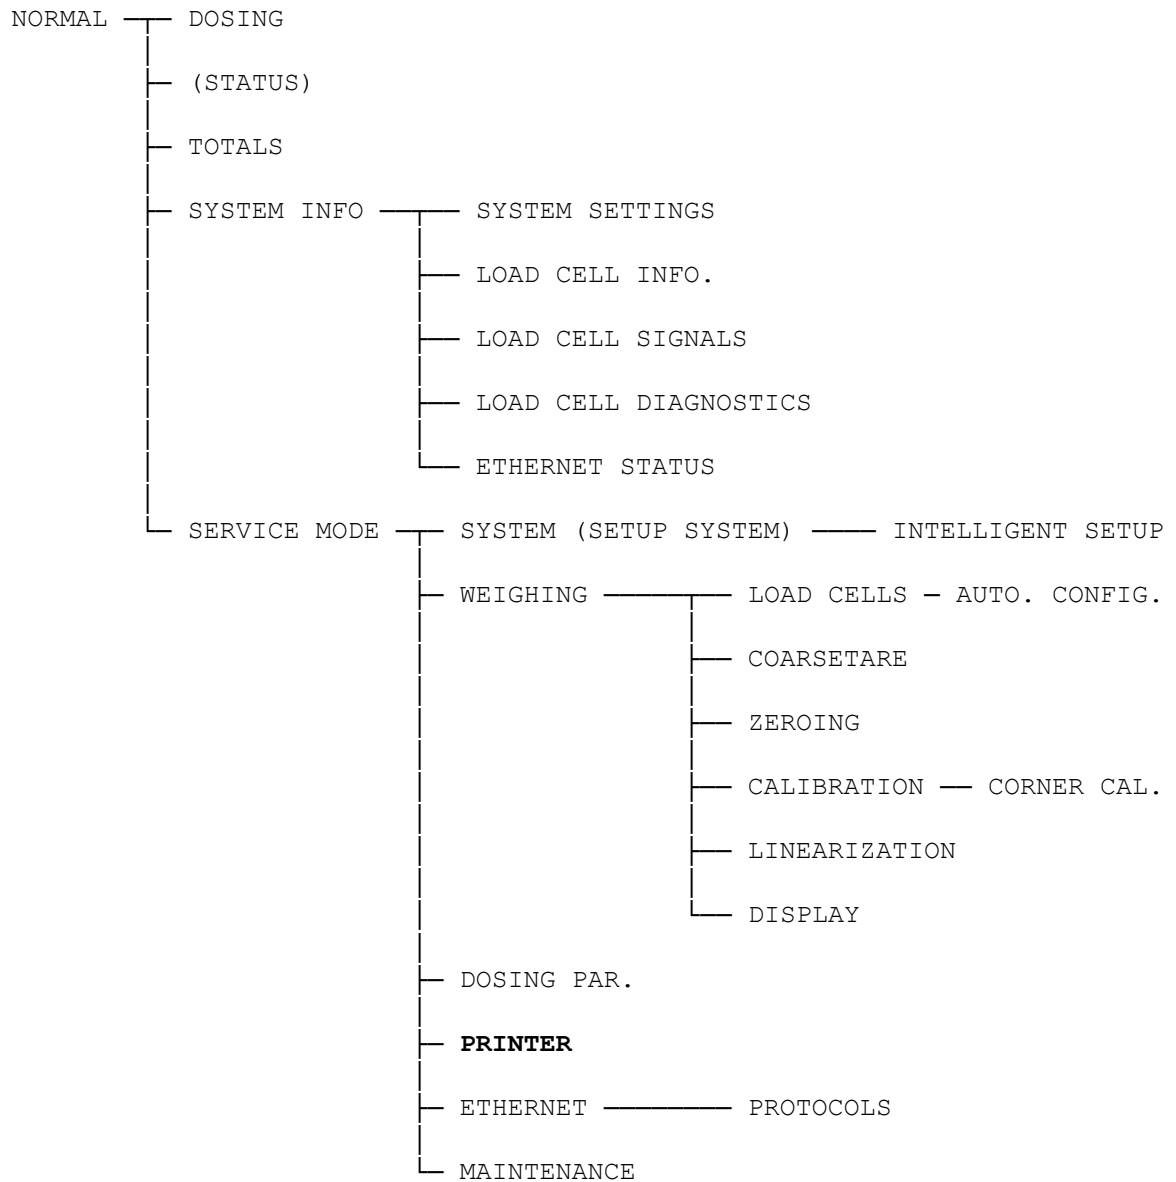 NORMAL DOSING
(STATUS)
TOTALS
SYSTEM INFO SYSTEM SETTINGS
LOAD CELL INFO.
LOAD CELL SIGNALS
LOAD CELL DIAGNOSTICS
ETHERNET STATUS
SERVICE MODE SYSTEM (SETUP SYSTEM) INTELLIGENT SETUP
WEIGHING LOAD CELLS AUTO. CONFIG.
COARSETARE
ZEROING
CALIBRATION CORNER CAL.
LINEARIZATION
DISPLAY
DOSING PAR.
PRINTER
ETHERNET PROTOCOLS
MAINTENANCE